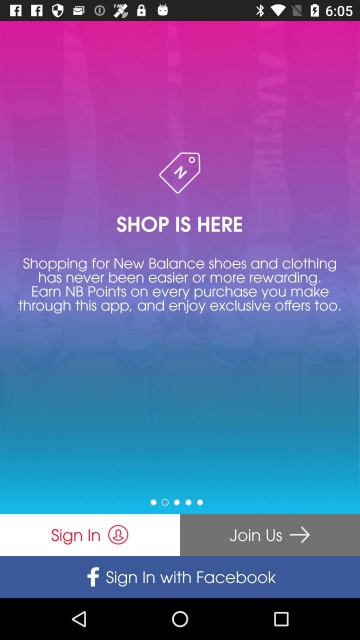 6:05
N
SHOP IS HERE
Shopping for New Balance shoes and clothing
has never been easier or more rewarding.
Earn NB Points on every purchase you make
through this app, and enjoy exclusive offers too.
Sign In
Join Us
Sign In with Facebook